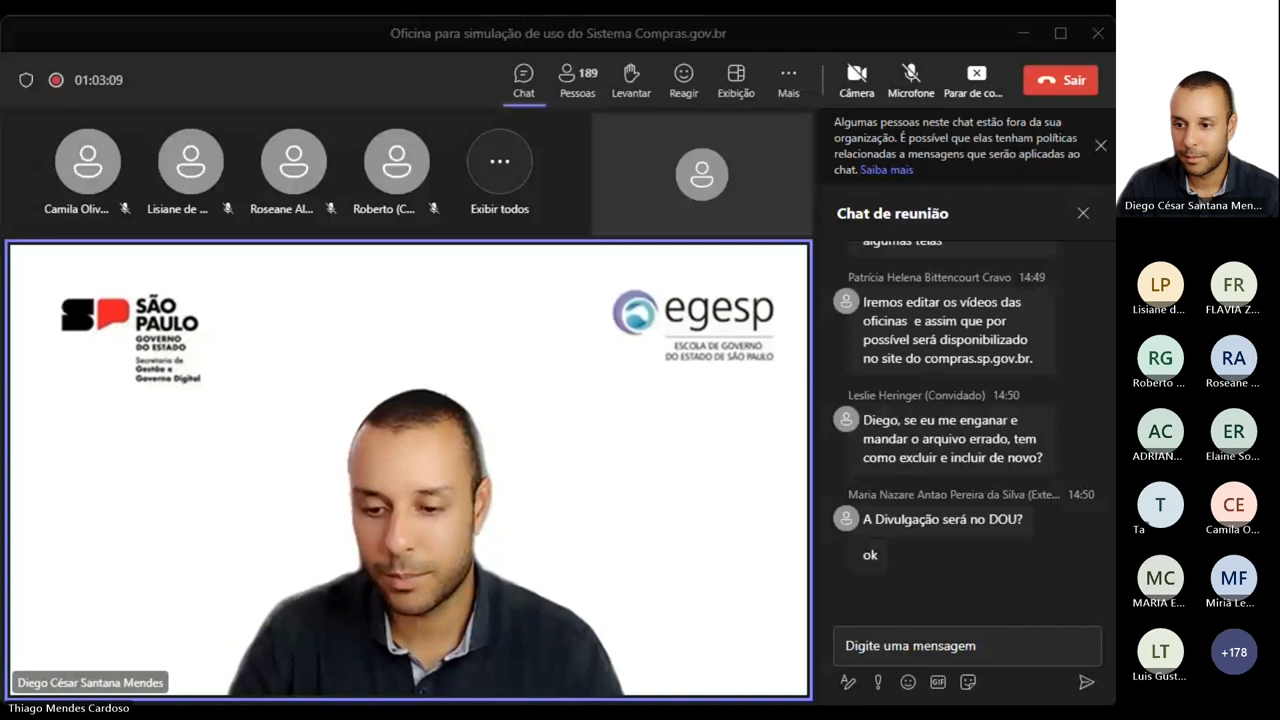 Oficina para simulação de uso do Sistema Compras.gov.br
01:03:09
Chat
189
Pessoas
Levantar
Reagir
Exibição
Mais
Câmera
Microfone
Parar de co...
Sair
Camila Oliv...
Lisiane de ...
Roseane Al...
Roberto (C...
Exibir todos
Algumas pessoas neste chat estão fora da sua
organização. É possível que elas tenham políticas
relacionadas a mensagens que serão aplicadas ao
chat. Saiba mais
Chat de reunião
algumas telas
Patrícia Helena Bittencourt Cravo 14:49
Iremos editar os vídeos das
oficinas e assim que por
possível será disponibilizado
no site do compras.sp.gov.br.
Leslie Heringer (Convidado) 14:50
Diego, se eu me enganar e
mandar o arquivo errado, tem
como excluir e incluir de novo?
Maria Nazare Antao Pereira da Silva (Exte... 14:50
A Divulgação será no DOU?
ok
Digite uma mensagem
GIF
SP
SÃO
PAULO
GOVERNO
DO ESTADO
Secretaria de
Gestão e
Governo Digital
egesp
ESCOLA DE GOVERNO
DO ESTADO DE SÃO PAULO
Diego César Santana Mendes
Thiago Mendes Cardoso
Diego César Santana Men...
LP
Lisiane d...
FR
FLAVIA Z...
RG
Roberto ...
RA
Roseane ...
AC
ADRIAN...
ER
Elaine So...
T
Ta
CE
Camila O...
MC
MARIA E...
MF
Miriã Le...
LT
Luis Gust...
+178